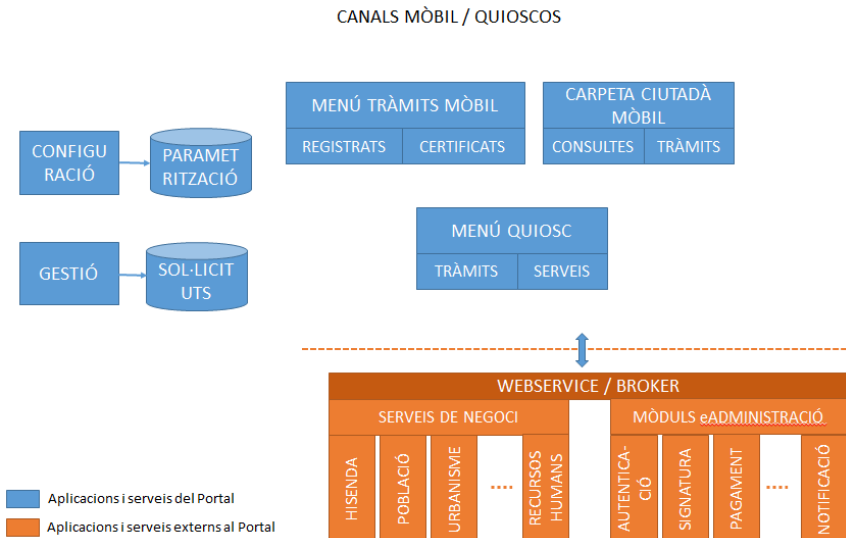 CANALS MÒBIL / QUIOSCOS
MENÚ TRÀMITS MÒBIL
REGISTRATS
CERTIFICATS
CARPETA CIUTADÀ
MÒBIL
CONSULTES
TRÀMITS
CONFIGU
RACIÓ
PARAMET
RITZACIÓ
MENÚ QUIOSC
TRÀMITS
SERVEIS
GESTIÓ
SOL·LICIT
UTS
WEBSERVICE / BROKER
SERVEIS DE NEGOCI
MÒDULS eADMINISTRACIÓ
HISENDA
POBLACIÓ
URBANISME
....
RECURSOS
HUMANS
AUTENTICA-
CIÓ
SIGNATURA
PAGAMENT
....
NOTIFICACIÓ
Aplicacions i serveis del Portal
Aplicacions i serveis externs al Portal